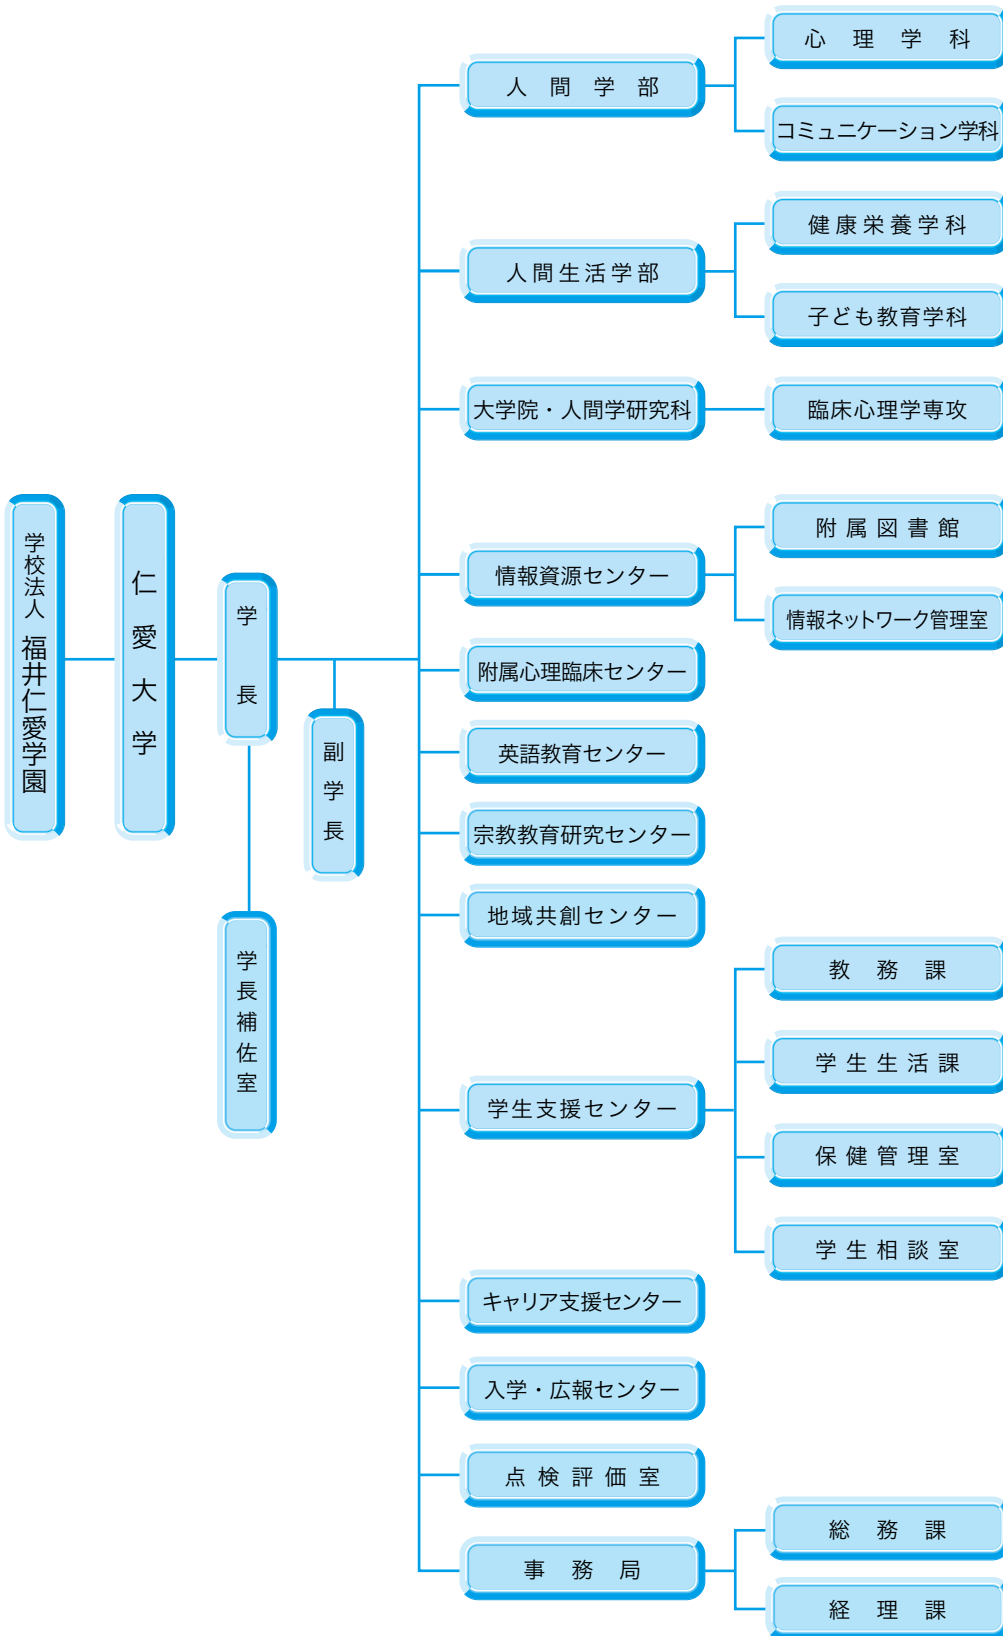 学校法人 福井仁愛学園
仁愛大学
学長
副学長
学長補佐室
人間学部
心理学科
コミュニケーション学科
人間生活学部
健康栄養学科
子ども教育学科
大学院・人間学研究科
臨床心理学専攻
情報資源センター
附属図書館
情報ネットワーク管理室
附属心理臨床センター
英語教育センター
宗教教育研究センター
地域共創センター
学生支援センター
教務課
学生生活課
保健管理室
学生相談室
キャリア支援センター
入学・広報センター
点検評価室
事務局
総務課
経理課